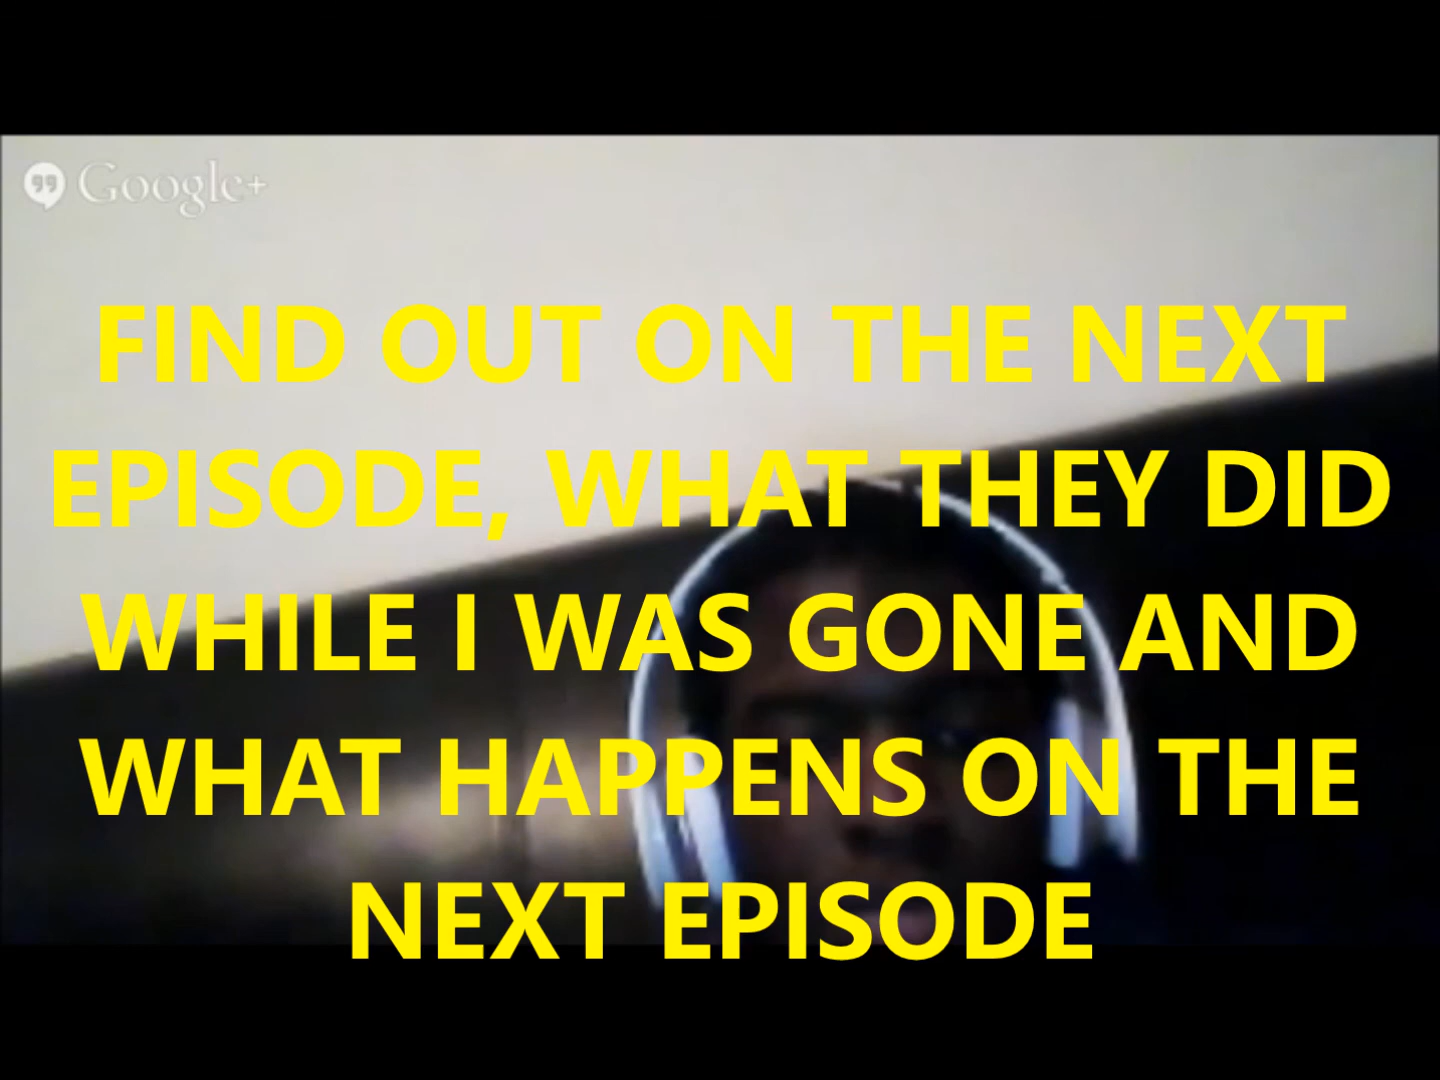 Google+
FIND OUT ON THE NEXT
EPISODE, WHAT THEY DID
WHILE I WAS GONE AND
WHAT HAPPENS ON THE
NEXT EPISODE